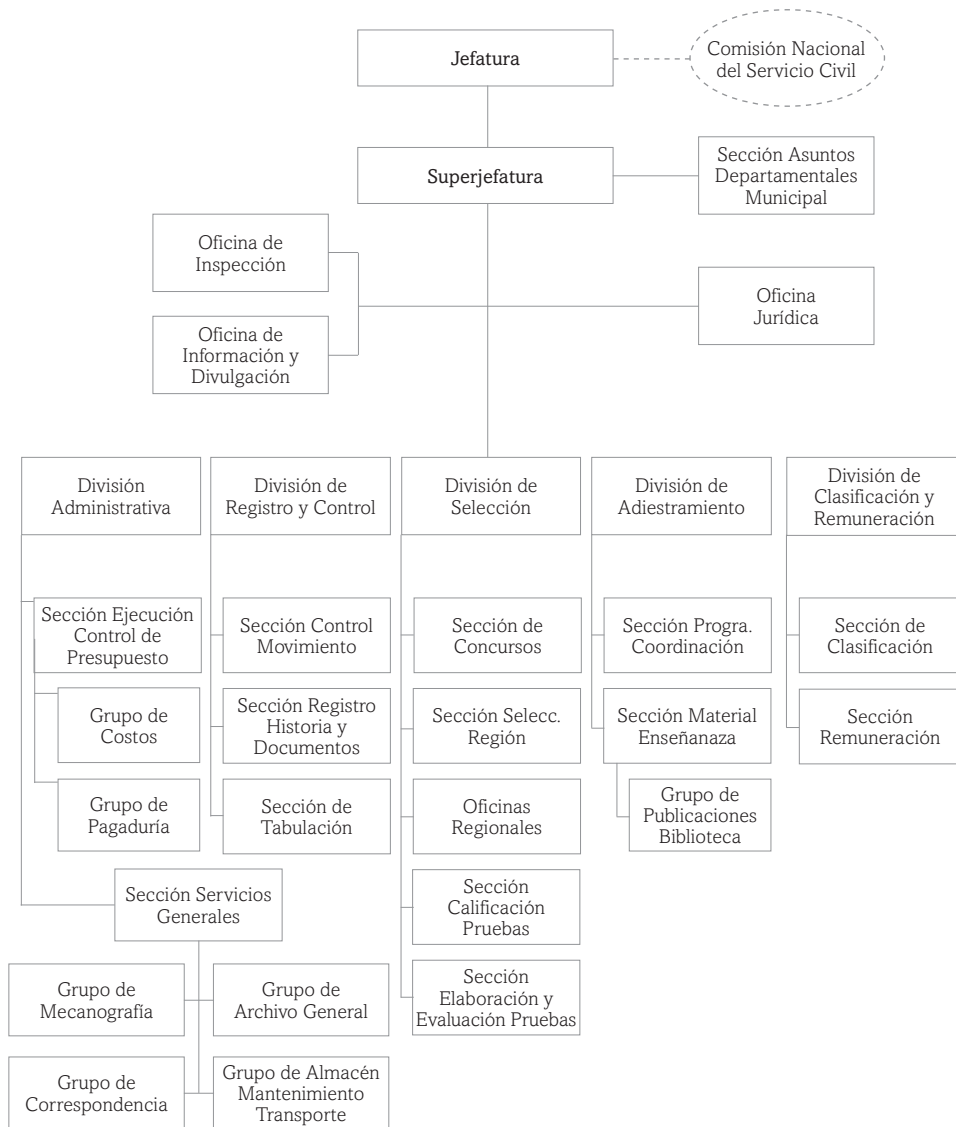 Jefatura
Comisión Nacional
del Servicio Civil
Superjefatura
Sección Asuntos
Departamentales
Municipal
Oficina de
Inspección
Oficina
Jurídica
Oficina de
Información y
Divulgación
División
Administrativa
División de
Registro y Control
División de
Selección
División de
Adiestramiento
División de
Clasificación y
Remuneración
Sección Ejecución
Control de
Presupuesto
Sección Control
Movimiento
Sección de
Concursos
Sección Progra.
Coordinación
Sección de
Clasificación
Grupo de
Costos
Sección Registro
Historia y
Documentos
Sección Selecc.
Región
Sección Material
Enseñanaza
Sección
Remuneración
Grupo de
Pagaduría
Sección de
Tabulación
Oficinas
Regionales
Grupo de
Publicaciones
Biblioteca
Sección Servicios
Generales
Sección
Calificación
Pruebas
Grupo de
Mecanografía
Grupo de
Archivo General
Sección
Elaboración y
Evaluación Pruebas
Grupo de
Correspondencia
Grupo de Almacén
Mantenimiento
Transporte